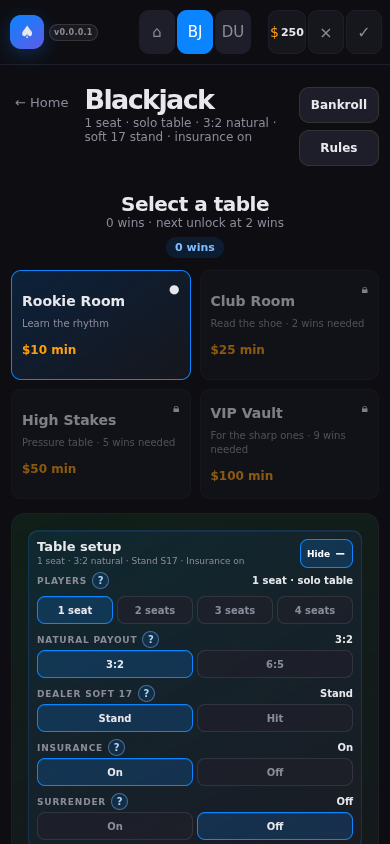 v0.0.0.1
BJ
DU
$ 250
×
✓
← Home
Blackjack
1 seat · solo table · 3:2 natural ·
soft 17 stand · insurance on
Bankroll
Rules
Select a table
0 wins · next unlock at 2 wins
0 wins
Rookie Room
Learn the rhythm
$10 min
Club Room
Read the shoe · 2 wins needed
$25 min
High Stakes
Pressure table · 5 wins needed
$50 min
VIP Vault
For the sharp ones · 9 wins
needed
$100 min
Table setup
1 seat · 3:2 natural · Stand S17 · Insurance on
Hide —
PLAYERS ?
1 seat · solo table
1 seat
2 seats
3 seats
4 seats
NATURAL PAYOUT ?
3:2
3:2
6:5
DEALER SOFT 17 ?
Stand
Stand
Hit
INSURANCE ?
On
On
Off
SURRENDER ?
Off
On
Off